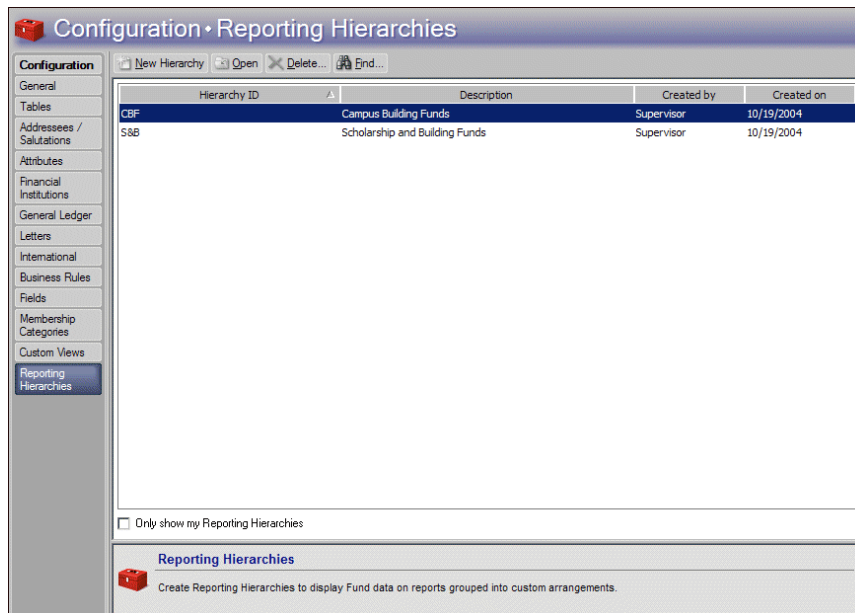 Configuration • Reporting Hierarchies
Configuration
General
Tables
Addressees /
Salutations
Attributes
Financial
Institutions
General Ledger
Letters
International
Business Rules
Fields
Membership
Categories
Custom Views
Reporting
Hierarchies
New Hierarchy Open Delete... Find...
Hierarchy ID Description Created by Created on
CBF Campus Building Funds Supervisor 10/19/2004
S&B Scholarship and Building Funds Supervisor 10/19/2004
Only show my Reporting Hierarchies
Reporting Hierarchies
Create Reporting Hierarchies to display Fund data on reports grouped into custom arrangements.